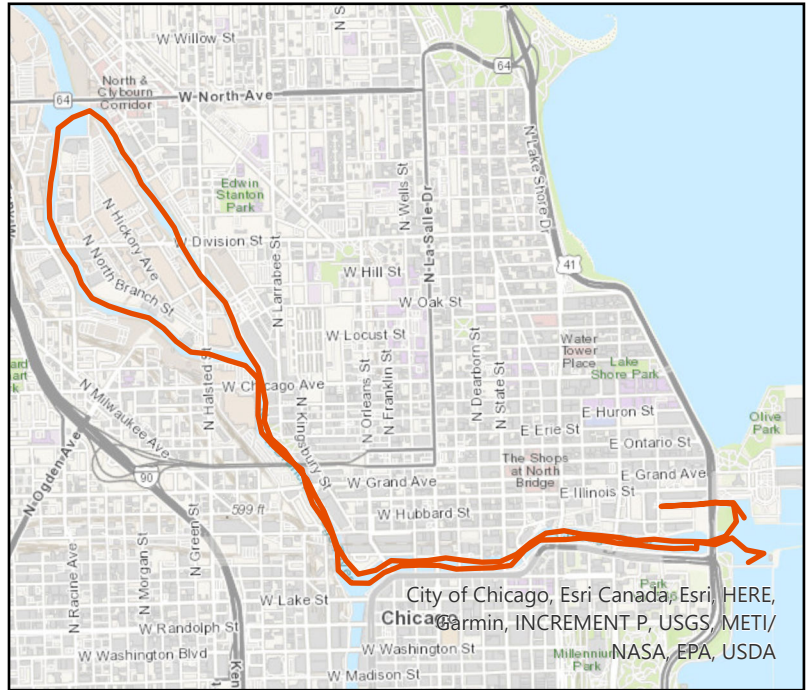 W Willow St
N S
64
North &
Clybourn
Corridor
64
W-North-Ave
N Lake Shore Dr
N Wells St
N-La-Salle-Dr
Edwin
Stanton
Park
N Hickory Ave
W Division St
N North Branch St
N Larrabee St
W Hill St
41
W Oak St
W Locust St
Water
Tower
Place
Lake
Shore Park
N Halsted St
W Chicago Ave
N Orleans St
N Franklin St
N Dearborn St
N State St
N Milwaukee Ave
N Kingsbury St
E Huron St
Olive
Park
E Erie St
E Ontario St
N-Ogden-Ave
90
The Shops
at North
Bridge
E Grand Ave
W Grand Ave
E Illinois St
599 ft
W Hubbard St
N Racine Ave
N Morgan St
N Green St
W Lake St
City of Chicago, Esri Canada, Esri, HERE,
Chicago
Garmin, INCREMENT P, USGS, METI/
W Randolph St
W Washington Blvd
W Washington St
NASA, EPA, USDA
Park
W Madison St